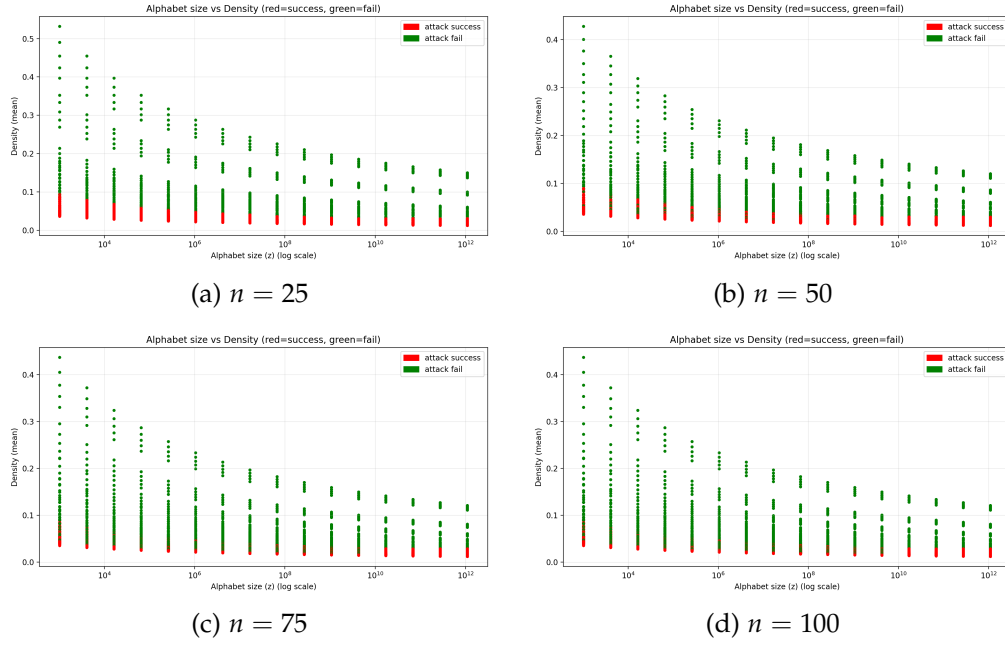 Alphabet size vs Density (red=success, green=fail)
attack success
attack fail
0.5
0.4
0.3
0.2
0.1
0.0
Density (mean)
10^4
10^6
10^8
10^10
10^12
Alphabet size (z) (log scale)
(a) n = 25
Alphabet size vs Density (red=success, green=fail)
attack success
attack fail
0.4
0.3
0.2
0.1
0.0
Density (mean)
10^4
10^6
10^8
10^10
10^12
Alphabet size (z) (log scale)
(b) n = 50
Alphabet size vs Density (red=success, green=fail)
attack success
attack fail
0.4
0.3
0.2
0.1
0.0
Density (mean)
10^4
10^6
10^8
10^10
10^12
Alphabet size (z) (log scale)
(c) n = 75
Alphabet size vs Density (red=success, green=fail)
attack success
attack fail
0.4
0.3
0.2
0.1
0.0
Density (mean)
10^4
10^6
10^8
10^10
10^12
Alphabet size (z) (log scale)
(d) n = 100